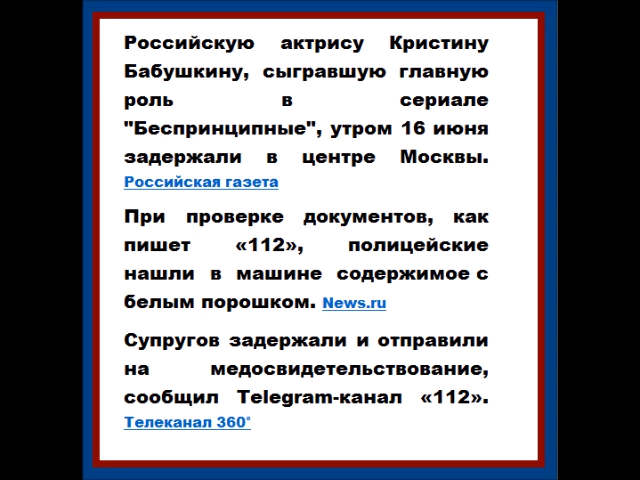 Российскую актрису Кристину
Бабушкину, сыгравшую главную
роль в сериале
"Беспринципные", утром 16 июня
задержали в центре Москвы.
Российская газета
При проверке документов, как
пишет «112», полицейские
нашли в машине содержимое с
белым порошком. News.ru
Супругов задержали и отправили
на медосвидетельствование,
сообщил Telegram-канал «112».
Телеканал 360°